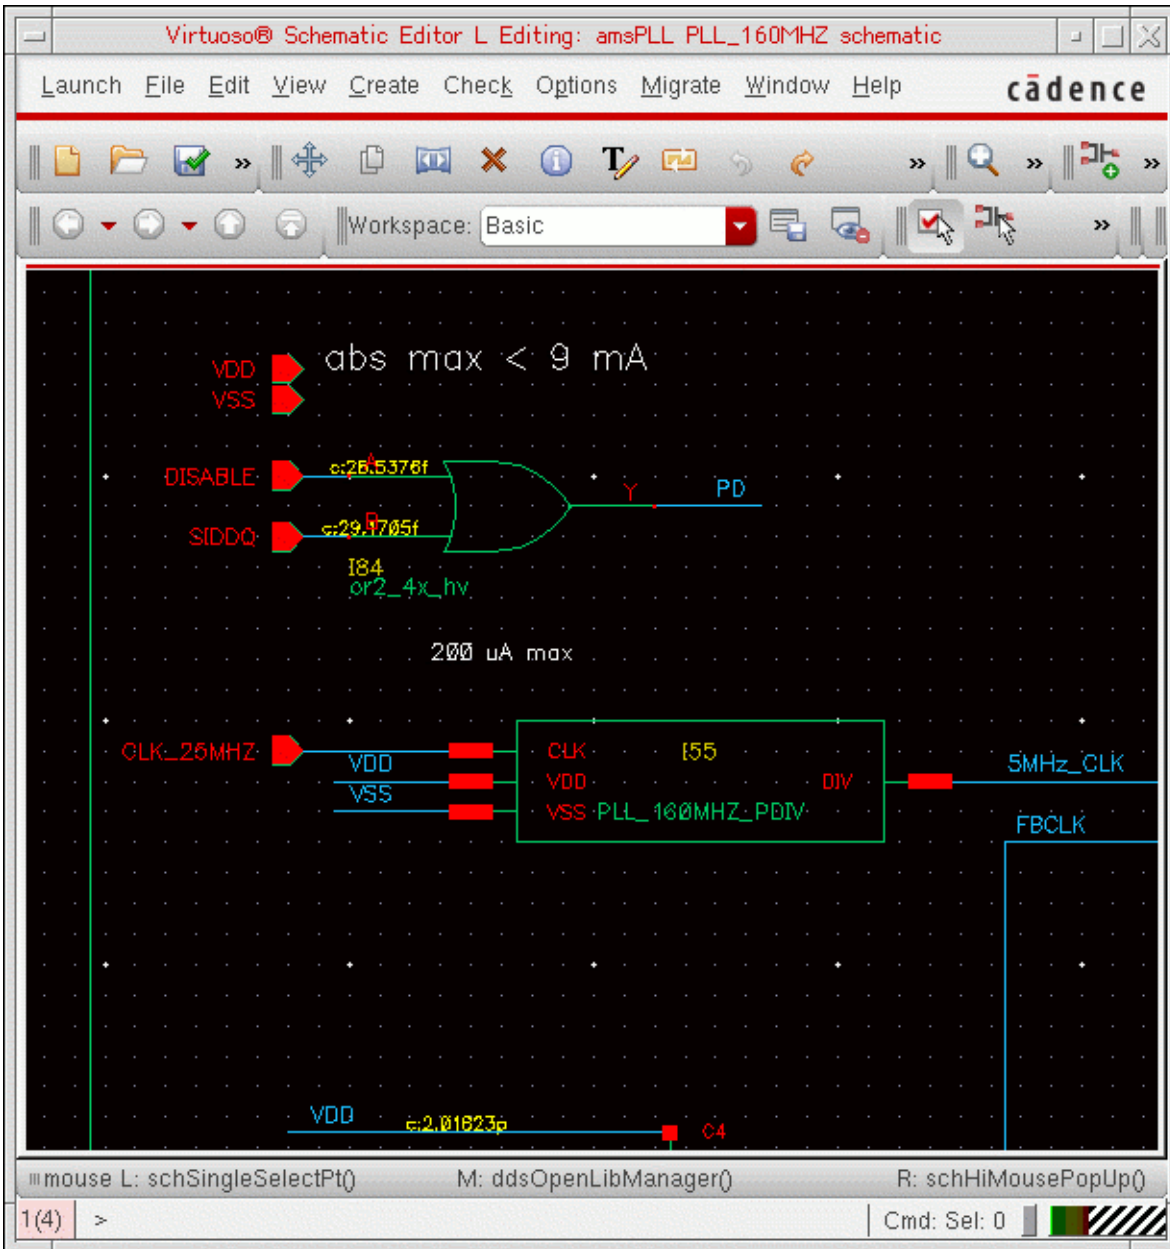 Virtuoso® Schematic Editor L Editing: amsPLL PLL_160MHZ schematic
Launch File Edit View Create Check Options Migrate Window Help cādence
Workspace: Basic
abs max < 9 mA
VDD
VSS
A
DISABLE c:26.5376f
Y PD
B
SIDDQ c:29.1705f
I84
or2_4x_hv
200 uA max
CLK_25MHZ CLK I55
VDD VDD DIV 5MHz_CLK
VSS VSS PLL_160MHZ_PDIV
FBCLK
VDD c:2.01623p C4
mouse L: schSingleSelectPt() M: ddsOpenLibManager() R: schHiMousePopUp()
1(4) > Cmd: Sel: 0